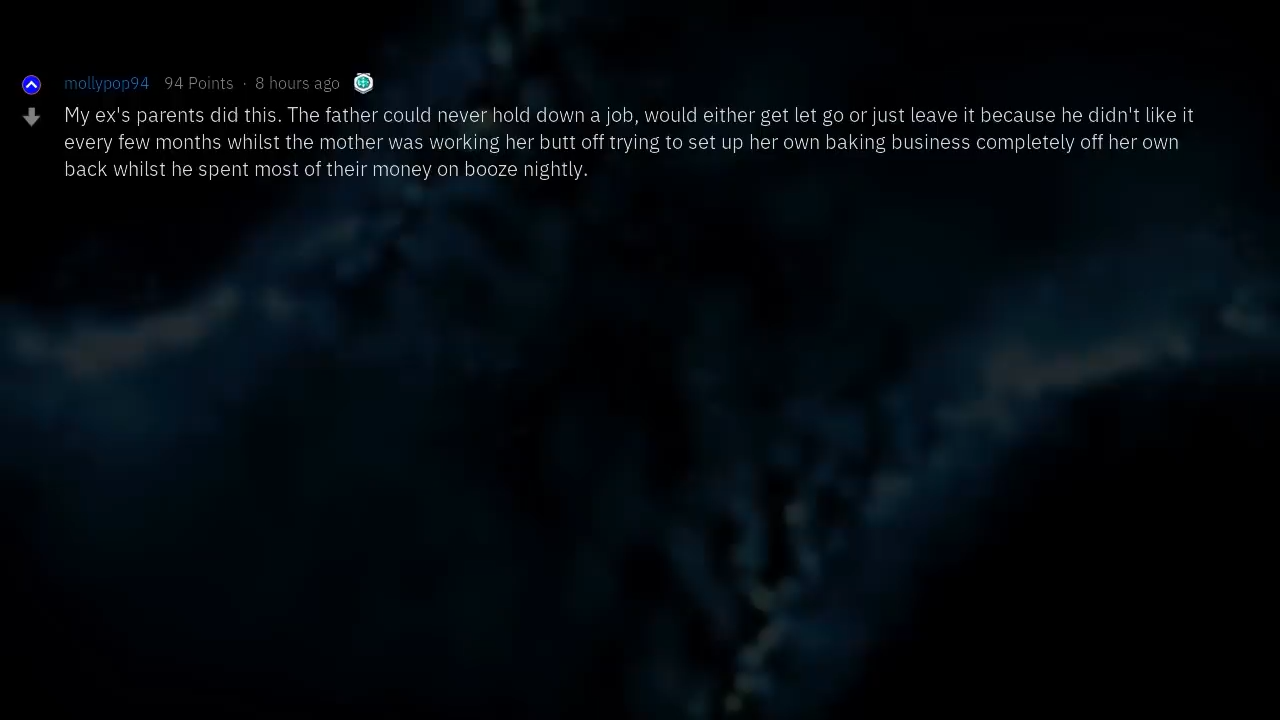 mollypop94 94 Points · 8 hours ago
My ex's parents did this. The father could never hold down a job, would either get let go or just leave it because he didn't like it
every few months whilst the mother was working her butt off trying to set up her own baking business completely off her own
back whilst he spent most of their money on booze nightly.